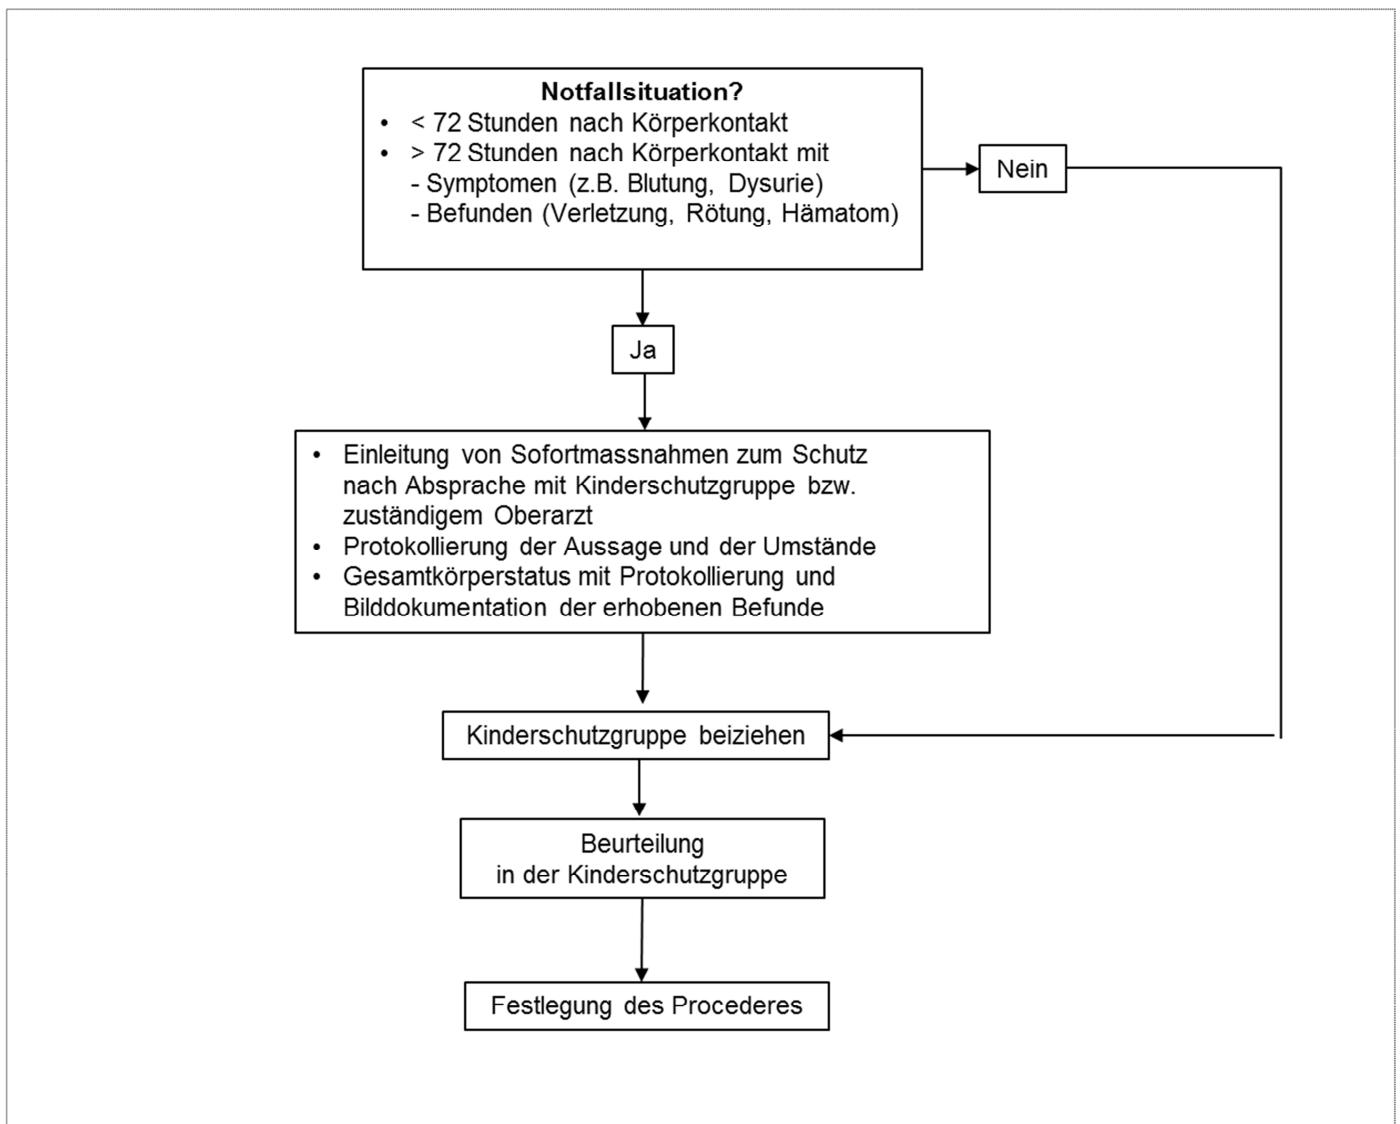 Notfallsituation?
• < 72 Stunden nach Körperkontakt
• > 72 Stunden nach Körperkontakt mit
- Symptomen (z.B. Blutung, Dysurie)
- Befunden (Verletzung, Rötung, Hämatom)
Nein
Ja
• Einleitung von Sofortmassnahmen zum Schutz
nach Absprache mit Kinderschutzgruppe bzw.
zuständigem Oberarzt
• Protokollierung der Aussage und der Umstände
• Gesamtkörperstatus mit Protokollierung und
Bilddokumentation der erhobenen Befunde
Kinderschutzgruppe beiziehen
Beurteilung
in der Kinderschutzgruppe
Festlegung des Procederes